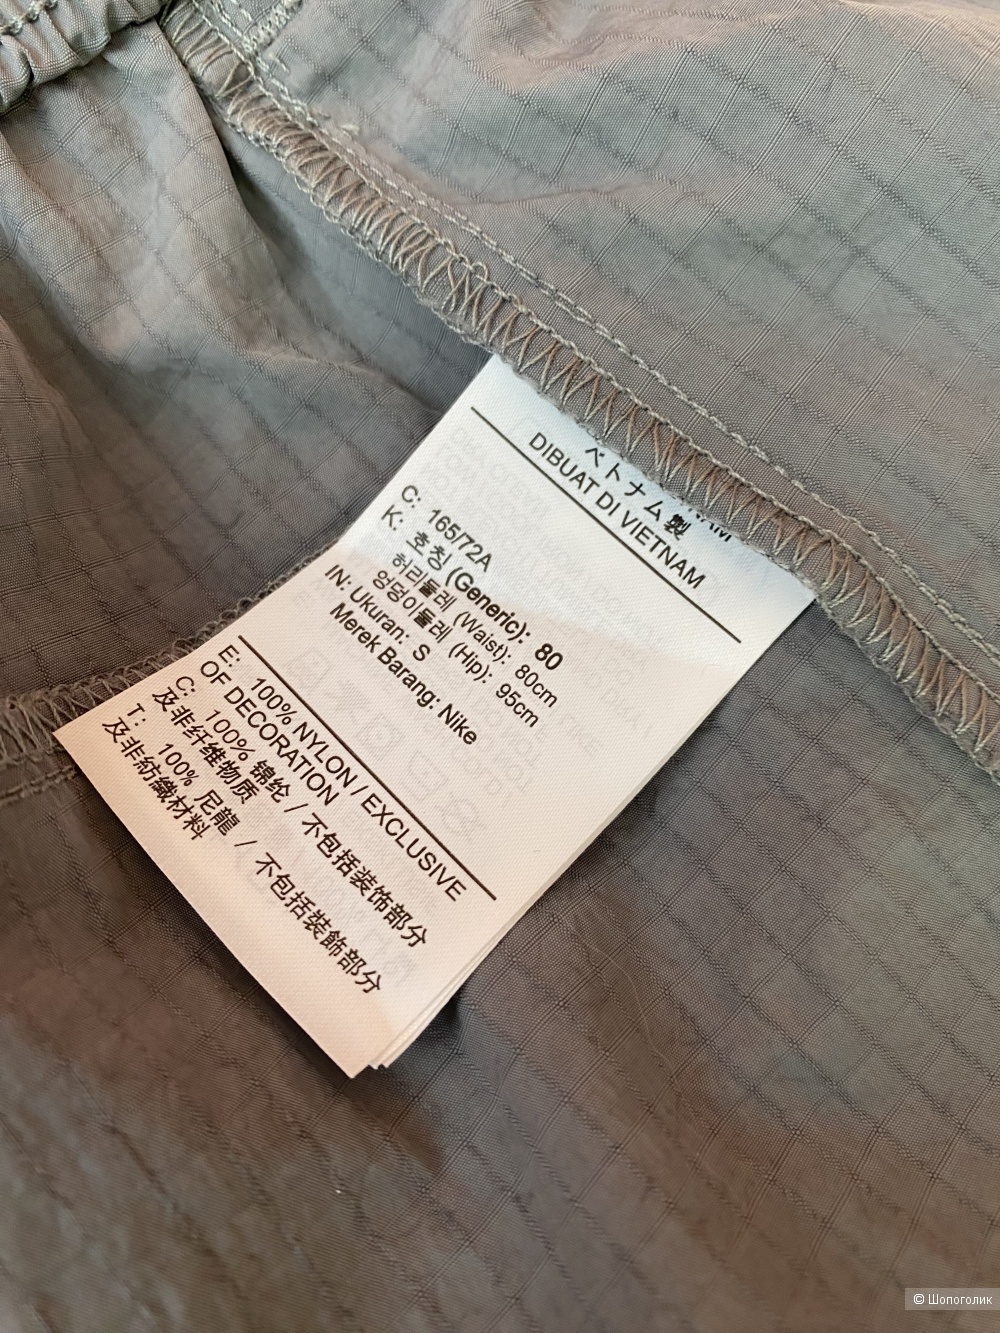 ベトナム製
DIBUAT DI VIETNAM
C: 165/72A
K: 호칭 (Generic): 80
허리둘레 (Waist): 80cm
엉덩이둘레 (Hip): 95cm
IN: Ukuran: S
Merek Barang: Nike
E: 100% NYLON / EXCLUSIVE
OF DECORATION
C: 100% 锦纶 / 不包括装饰部分
及非纤维物质
T: 100% 尼龍 / 不包括裝飾部分
及非紡織材料
© Шопоголик